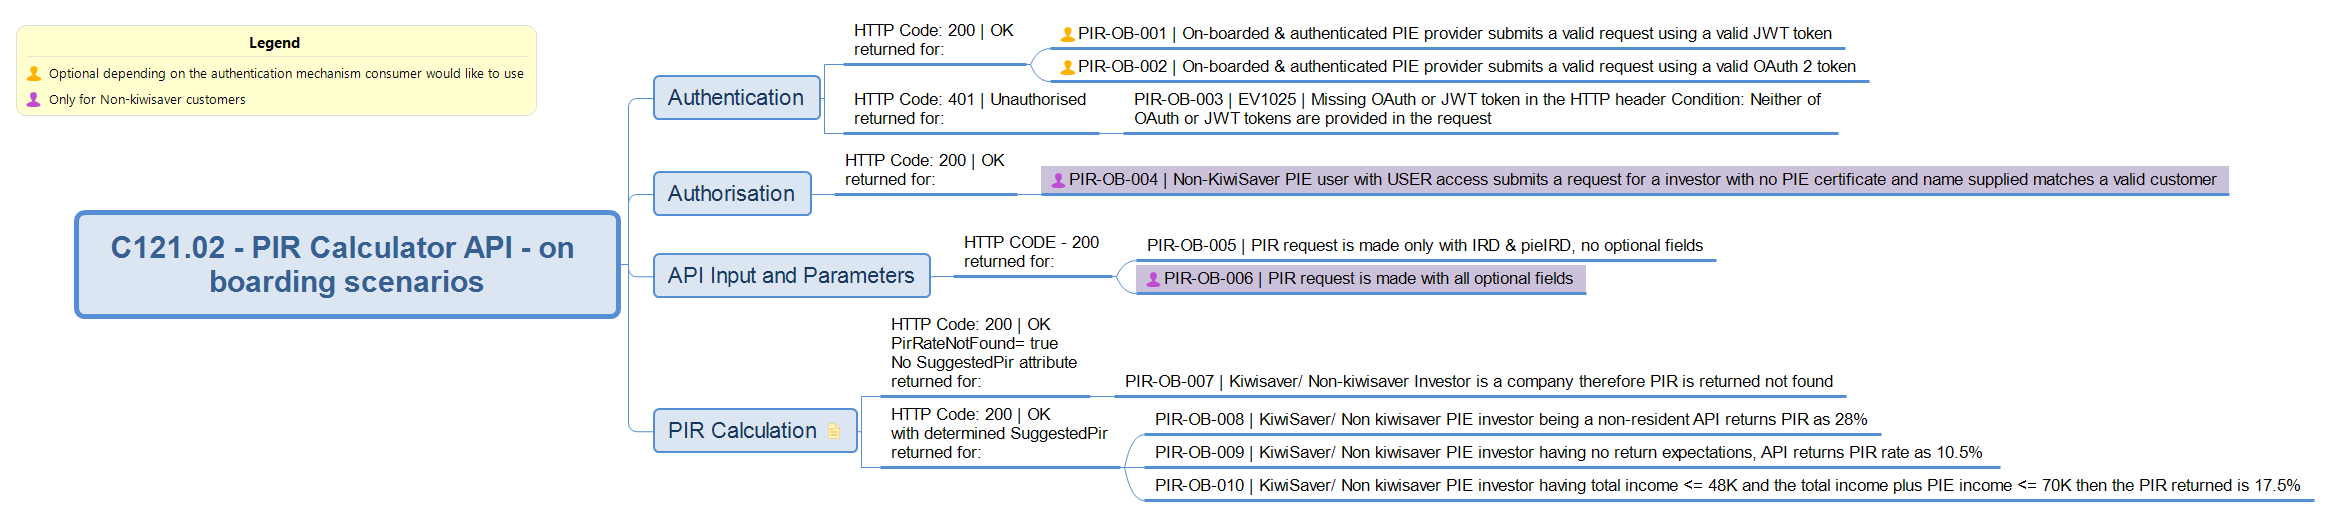 Legend
Optional depending on the authentication mechanism consumer would like to use
Only for Non-kiwisaver customers
C121.02 - PIR Calculator API - on
boarding scenarios
Authentication
HTTP Code: 200 | OK
returned for:
PIR-OB-001 | On-boarded & authenticated PIE provider submits a valid request using a valid JWT token
PIR-OB-002 | On-boarded & authenticated PIE provider submits a valid request using a valid OAuth 2 token
HTTP Code: 401 | Unauthorised
returned for:
PIR-OB-003 | EV1025 | Missing OAuth or JWT token in the HTTP header Condition: Neither of
OAuth or JWT tokens are provided in the request
Authorisation
HTTP Code: 200 | OK
returned for:
PIR-OB-004 | Non-KiwiSaver PIE user with USER access submits a request for a investor with no PIE certificate and name supplied matches a valid customer
API Input and Parameters
HTTP CODE - 200
returned for:
PIR-OB-005 | PIR request is made only with IRD & pieIRD, no optional fields
PIR-OB-006 | PIR request is made with all optional fields
PIR Calculation
HTTP Code: 200 | OK
PirRateNotFound= true
No SuggestedPir attribute
returned for:
PIR-OB-007 | Kiwisaver/ Non-kiwisaver Investor is a company therefore PIR is returned not found
HTTP Code: 200 | OK
with determined SuggestedPir
returned for:
PIR-OB-008 | KiwiSaver/ Non kiwisaver PIE investor being a non-resident API returns PIR as 28%
PIR-OB-009 | KiwiSaver/ Non kiwisaver PIE investor having no return expectations, API returns PIR rate as 10.5%
PIR-OB-010 | KiwiSaver/ Non kiwisaver PIE investor having total income <= 48K and the total income plus PIE income <= 70K then the PIR returned is 17.5%